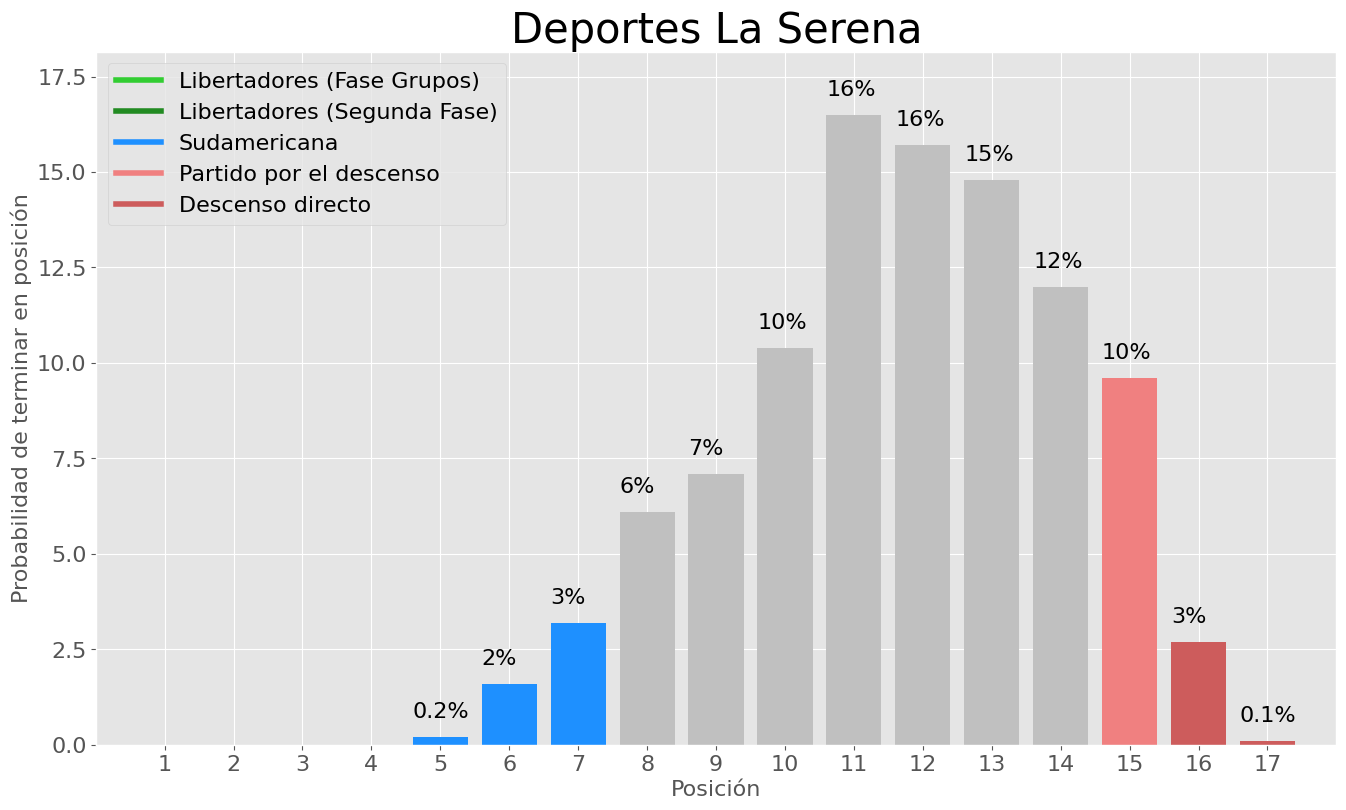 Deportes La Serena
Libertadores (Fase Grupos)
Libertadores (Segunda Fase)
Sudamericana
Partido por el descenso
Descenso directo
Probabilidad de terminar en posición
17.5
15.0
12.5
10.0
7.5
5.0
2.5
0.0
0.2%
2%
3%
6%
7%
10%
16%
16%
15%
12%
10%
3%
0.1%
1 2 3 4 5 6 7 8 9 10 11 12 13 14 15 16 17
Posición